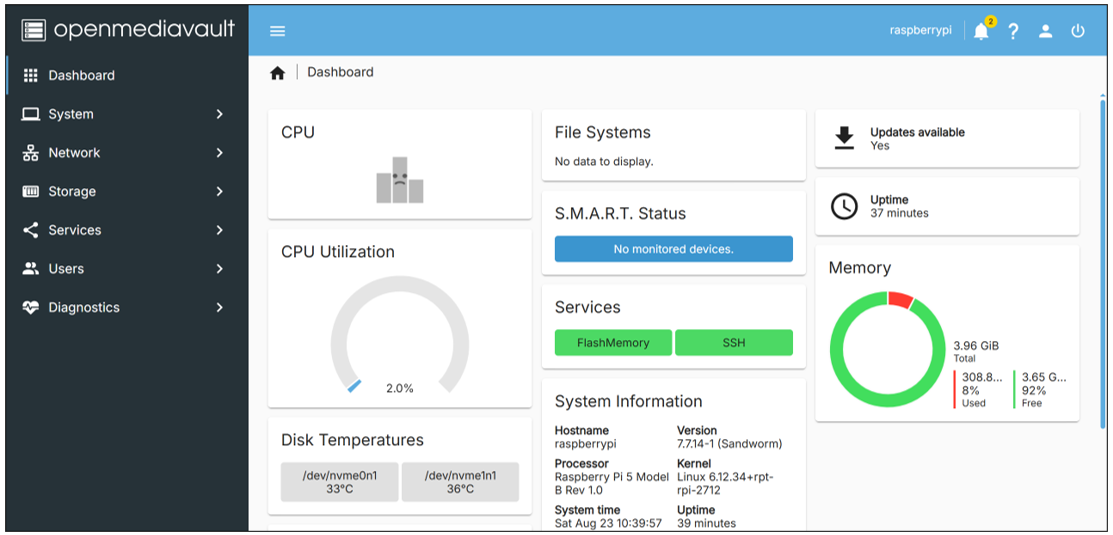 openmediavault
raspberrypi
2
?
Dashboard
System
Network
Storage
Services
Users
Diagnostics
Dashboard
CPU
CPU Utilization
2.0%
Disk Temperatures
/dev/nvme0n1
33°C
/dev/nvme1n1
36°C
File Systems
No data to display.
S.M.A.R.T. Status
No monitored devices.
Services
FlashMemory
SSH
System Information
Hostname
raspberrypi
Version
7.7.14-1 (Sandworm)
Processor
Raspberry Pi 5 Model
B Rev 1.0
Kernel
Linux 6.12.34+rpt-
rpi-2712
System time
Sat Aug 23 10:39:57
Uptime
39 minutes
Updates available
Yes
Uptime
37 minutes
Memory
3.96 GiB
Total
308.8...
8%
Used
3.65 G...
92%
Free